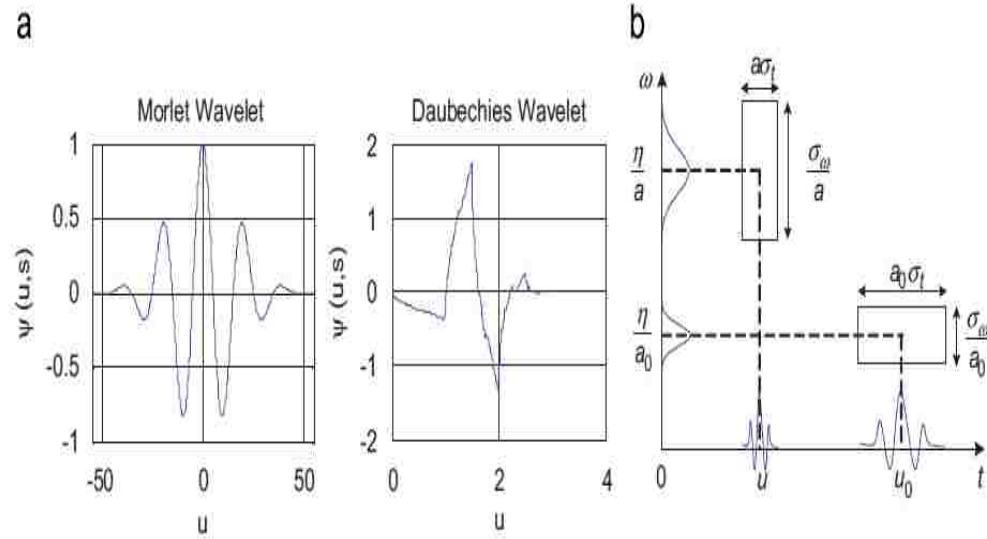 a
Morlet Wavelet
1
0.5
0
-0.5
-1
-50
0
50
u
ψ (u,s)
Daubechies Wavelet
2
1
0
-1
-2
0
2
4
u
ψ (u,s)
b
ω
aσt
η/a
σω/a
a0σt
η/a0
σω/a0
0
u
u0
t